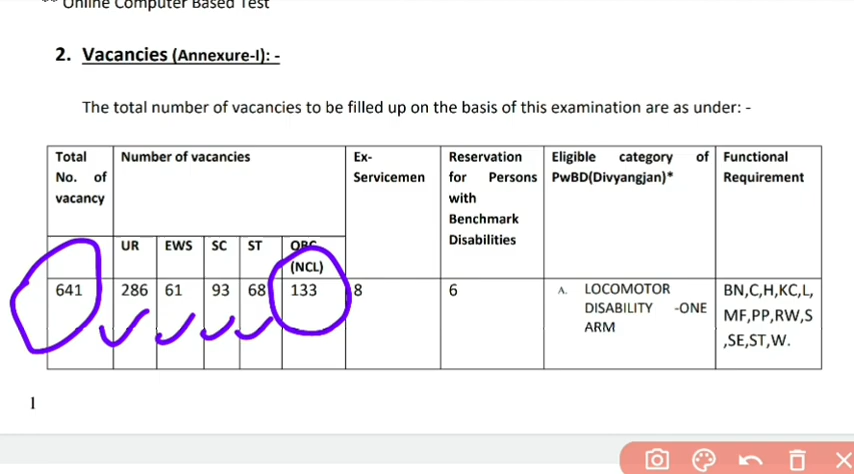 ** Online Computer Based Test
2. Vacancies (Annexure-I): -
The total number of vacancies to be filled up on the basis of this examination are as under: -
Total No. of vacancy
Number of vacancies
Ex-Servicemen
Reservation for Persons with Benchmark Disabilities
Eligible category of PwBD(Divyangjan)*
Functional Requirement
UR EWS SC ST OBC (NCL)
641 286 61 93 68 133 8 6
A. LOCOMOTOR DISABILITY -ONE ARM
BN,C,H,KC,L,
MF,PP,RW,S
,SE,ST,W.
1